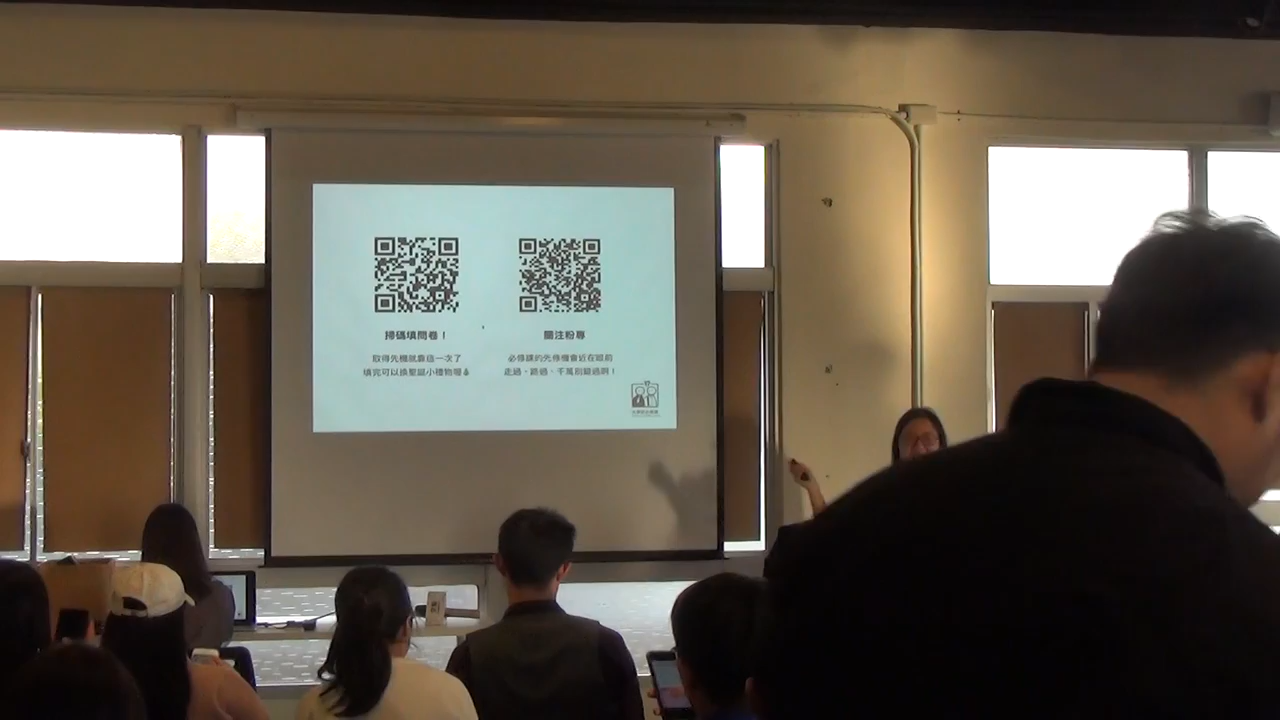 掃碼填問卷！
取得先機就靠這一次了
填完可以換聖誕小禮物喔
關注粉專
必修課的先修機會近在眼前
走過、路過、千萬別錯過啊！